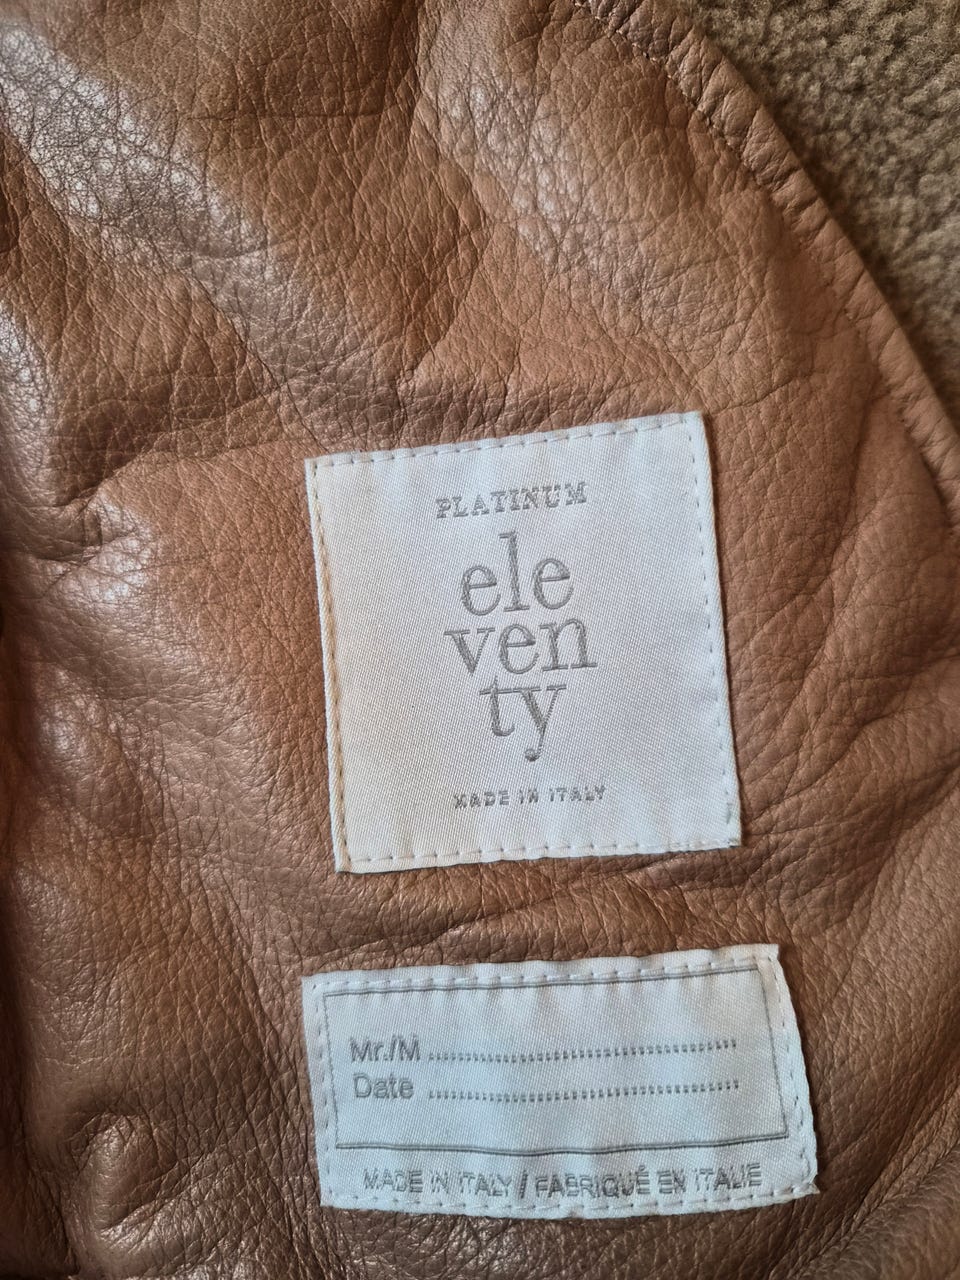 PLATINUM
ele
ven
ty
MADE IN ITALY
Mr./M ........................................
Date ........................................
MADE IN ITALY / FABRIQUÉ EN ITALIE